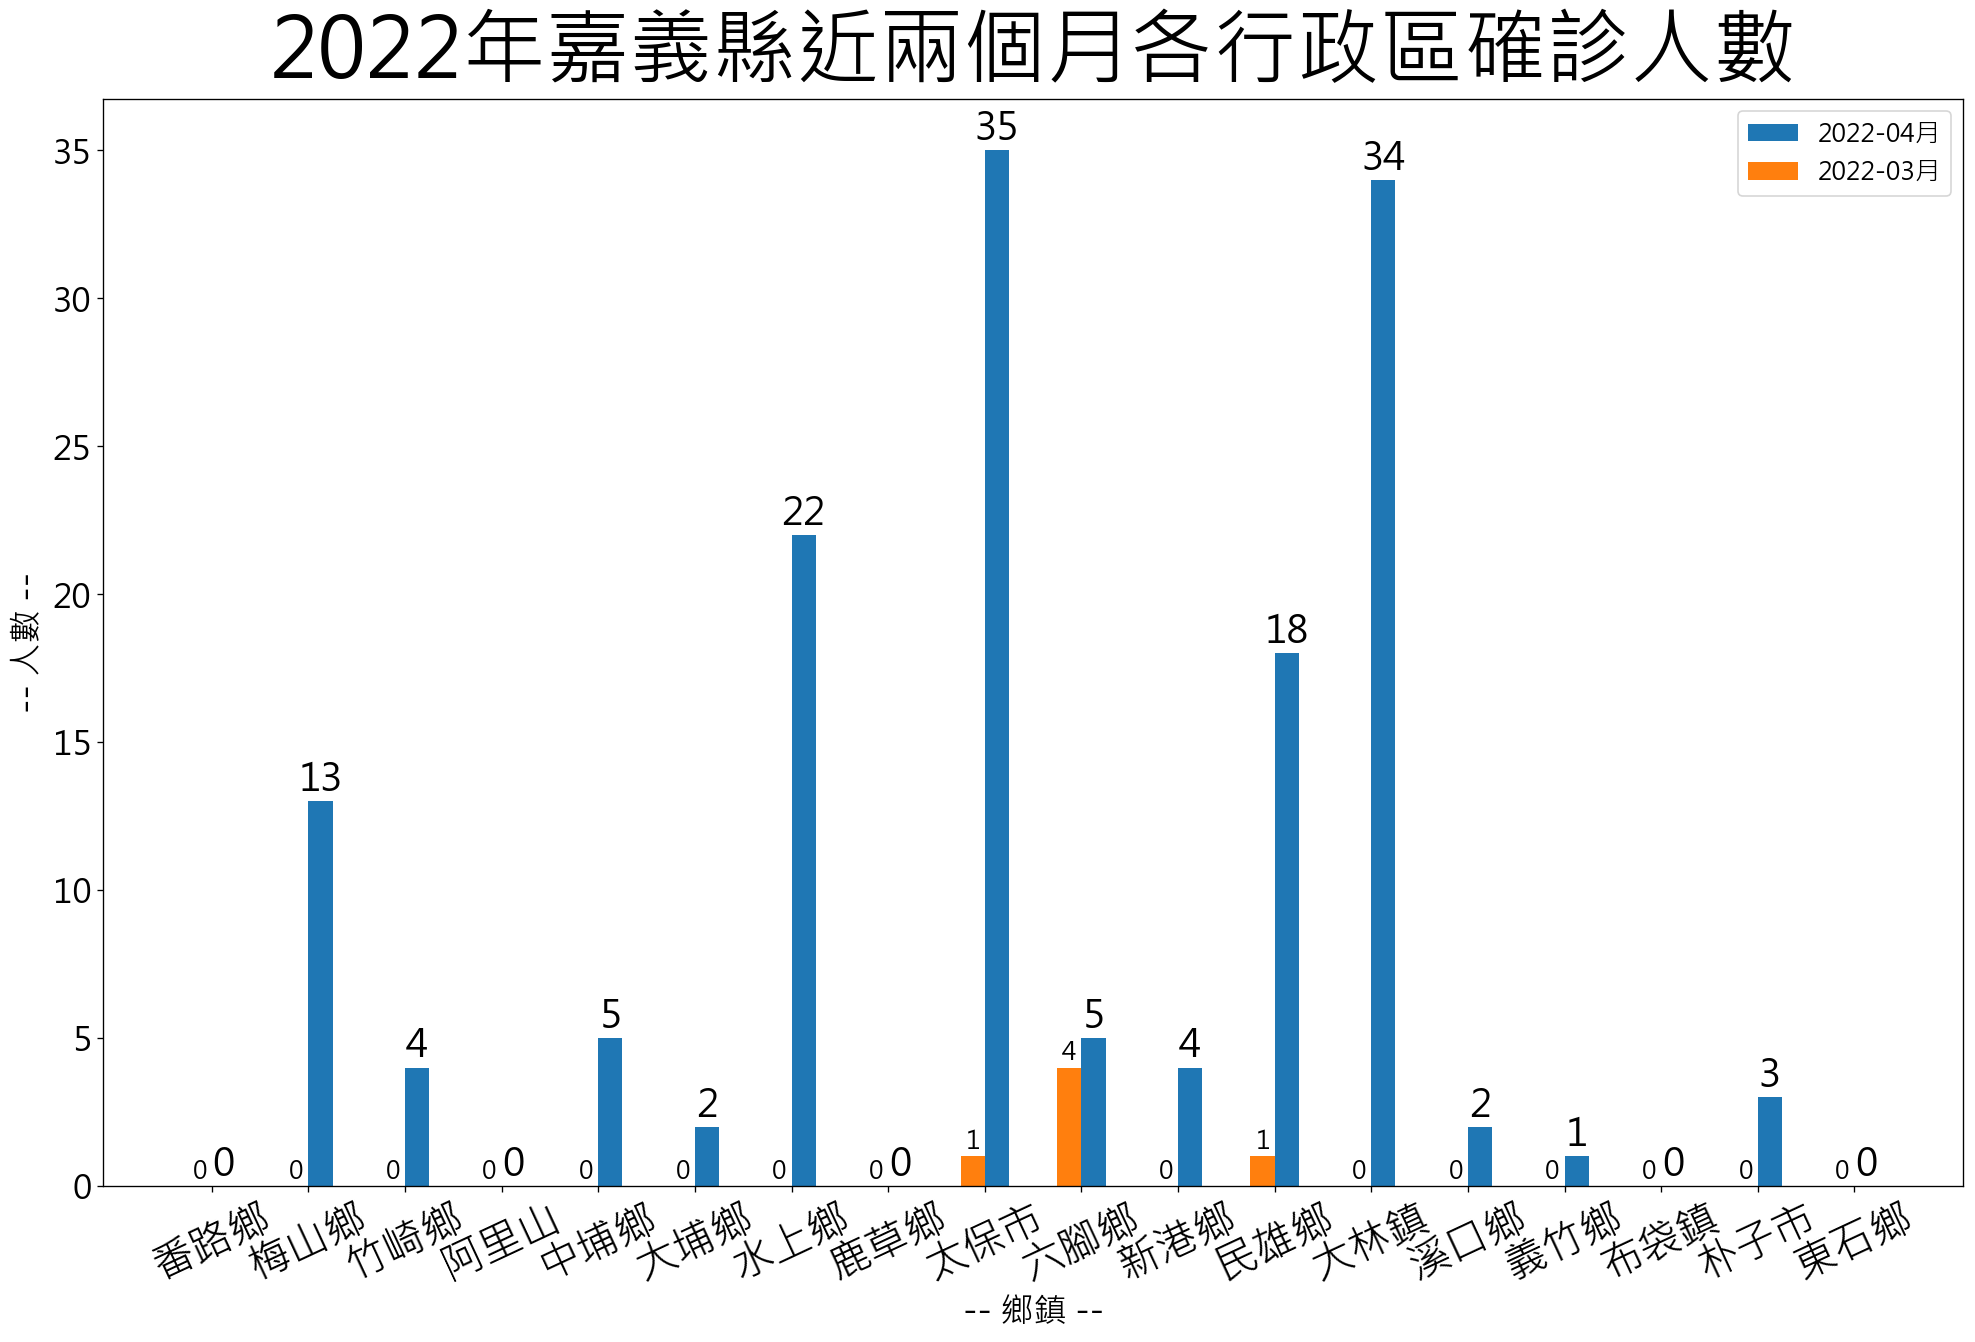 2022年嘉義縣近兩個月各行政區確診人數
2022-04月
2022-03月
-- 人數 --
35
30
25
20
15
10
5
0
0 0
0 13
0 4
0 0
0 5
0 2
0 22
0 0
1 35
4 5
0 4
1 18
0 34
0 2
0 1
0 0
0 3
0 0
番路鄉
梅山鄉
竹崎鄉
阿里山
中埔鄉
大埔鄉
水上鄉
鹿草鄉
太保市
六腳鄉
新港鄉
民雄鄉
大林鎮
溪口鄉
義竹鄉
布袋鎮
朴子市
東石鄉
-- 鄉鎮 --